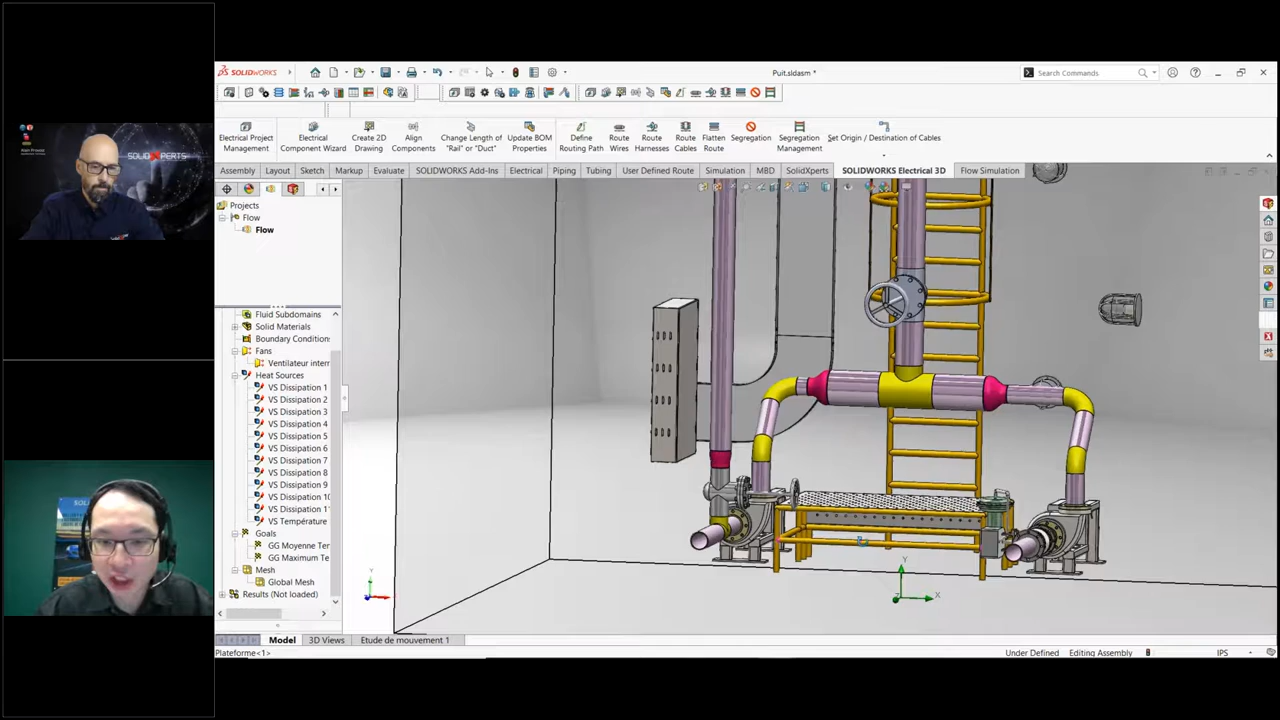 SOLIDWORKS
Puit.sldasm *
Search Commands
Electrical Project Management
Electrical Component Wizard
Create 2D Drawing
Align Components
Change Length of "Rail" or "Duct"
Update BOM Properties
Define Routing Path
Route Wires
Route Harnesses
Route Cables
Flatten Route
Segregation
Segregation Management
Set Origin / Destination of Cables
Assembly
Layout
Sketch
Markup
Evaluate
SOLIDWORKS Add-Ins
Electrical
Piping
Tubing
User Defined Route
Simulation
MBD
SolidXperts
SOLIDWORKS Electrical 3D
Flow Simulation
Projects
Flow
Flow
Fluid Subdomains
Solid Materials
Boundary Conditions
Fans
Ventilateur inter
Heat Sources
VS Dissipation 1
VS Dissipation 2
VS Dissipation 3
VS Dissipation 4
VS Dissipation 5
VS Dissipation 6
VS Dissipation 7
VS Dissipation 8
VS Dissipation 9
VS Dissipation 10
VS Dissipation 11
VS Température
Goals
GG Moyenne Ter
GG Maximum Te
Mesh
Global Mesh
Results (Not loaded)
Y
X
Model
3D Views
Etude de mouvement 1
Plateforme<1>
Under Defined
Editing Assembly
IPS
SOLIDXPERTS